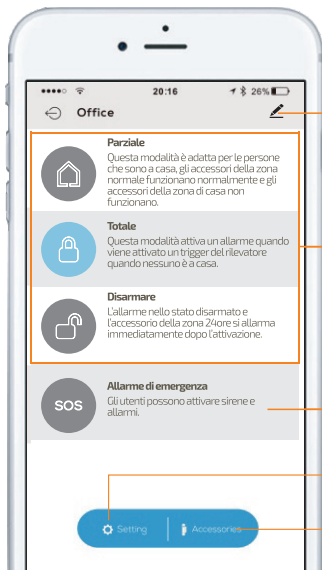 20:16
26%
Office
Parziale
Questa modalità è adatta per le persone
che sono a casa, gli accessori della zona
normale funzionano normalmente e gli
accessori della zona di casa non
funzionano.
Totale
Questa modalità attiva un allarme quando
viene attivato un trigger del rilevatore
quando nessuno è a casa.
Disarmare
L'allarme nello stato disarmato e
l'accessorio della zona 24ore si allarma
immediatamente dopo l'attivazione.
SOS
Allarme di emergenza
Gli utenti possono attivare sirene e
allarmi.
Setting
Accessories